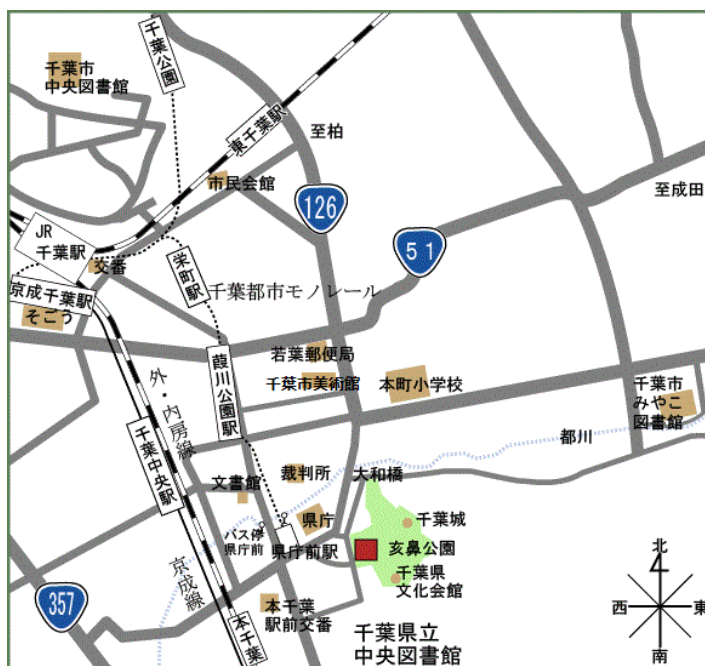 千葉市
中央図書館
千葉公園
東千葉駅
至柏
市民会館
126
至成田
JR
千葉駅
交番
栄町駅
51
京成千葉駅
そごう
千葉都市モノレール
葭川公園駅
若葉郵便局
千葉市美術館
本町小学校
千葉市
みやこ
図書館
外・内房線
千葉中央駅
都川
文書館
裁判所
大和橋
バス停
県庁前
県庁
県庁前駅
千葉城
亥鼻公園
千葉県
文化会館
京成線
357
本千葉
本千葉
駅前交番
千葉県立
中央図書館
北
西
東
南